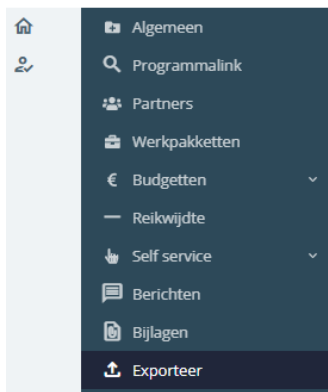 Algemeen
Programmalink
Partners
Werkpakketten
Budgetten
Reikwijdte
Self service
Berichten
Bijlagen
Exporteer